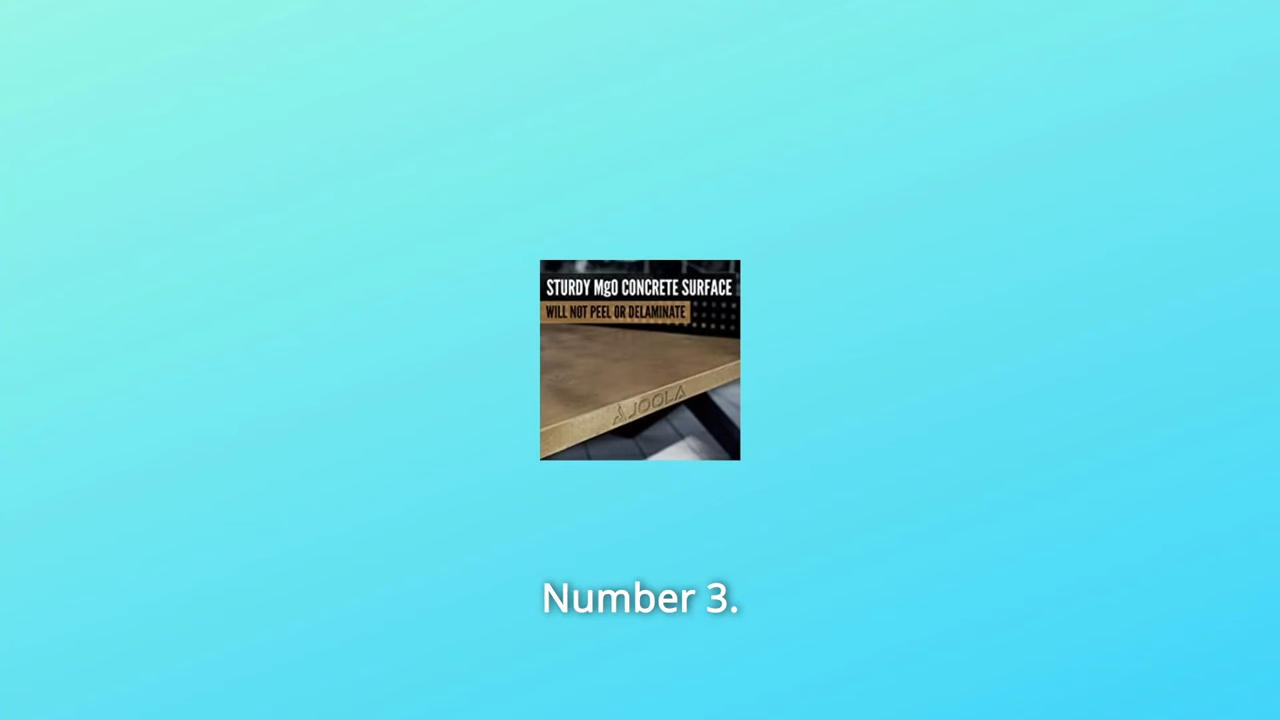 STURDY MgO CONCRETE SURFACE
WILL NOT PEEL OR DELAMINATE
JOOLA
Number 3.